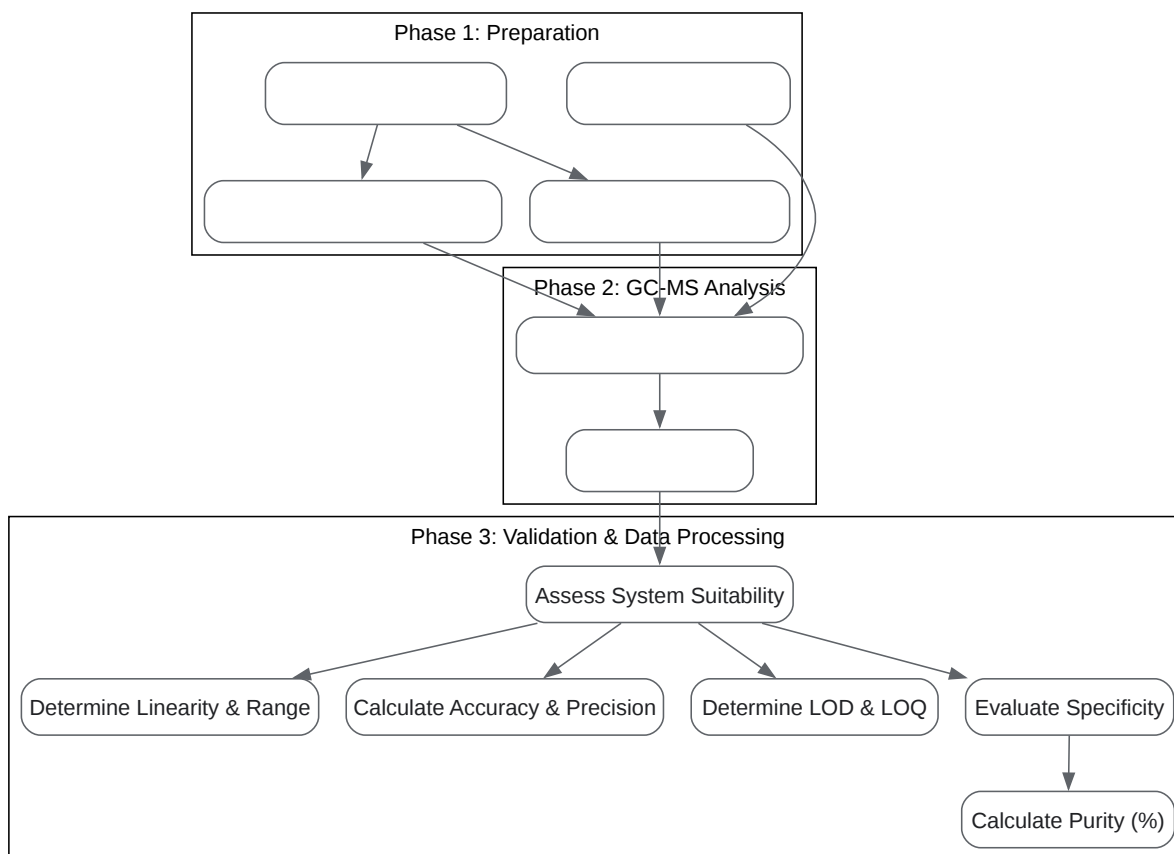 Phase 1: Preparation
Phase 2: GC-MS Analysis
Phase 3: Validation & Data Processing
Assess System Suitability
Determine Linearity & Range
Calculate Accuracy & Precision
Determine LOD & LOQ
Evaluate Specificity
Calculate Purity (%)